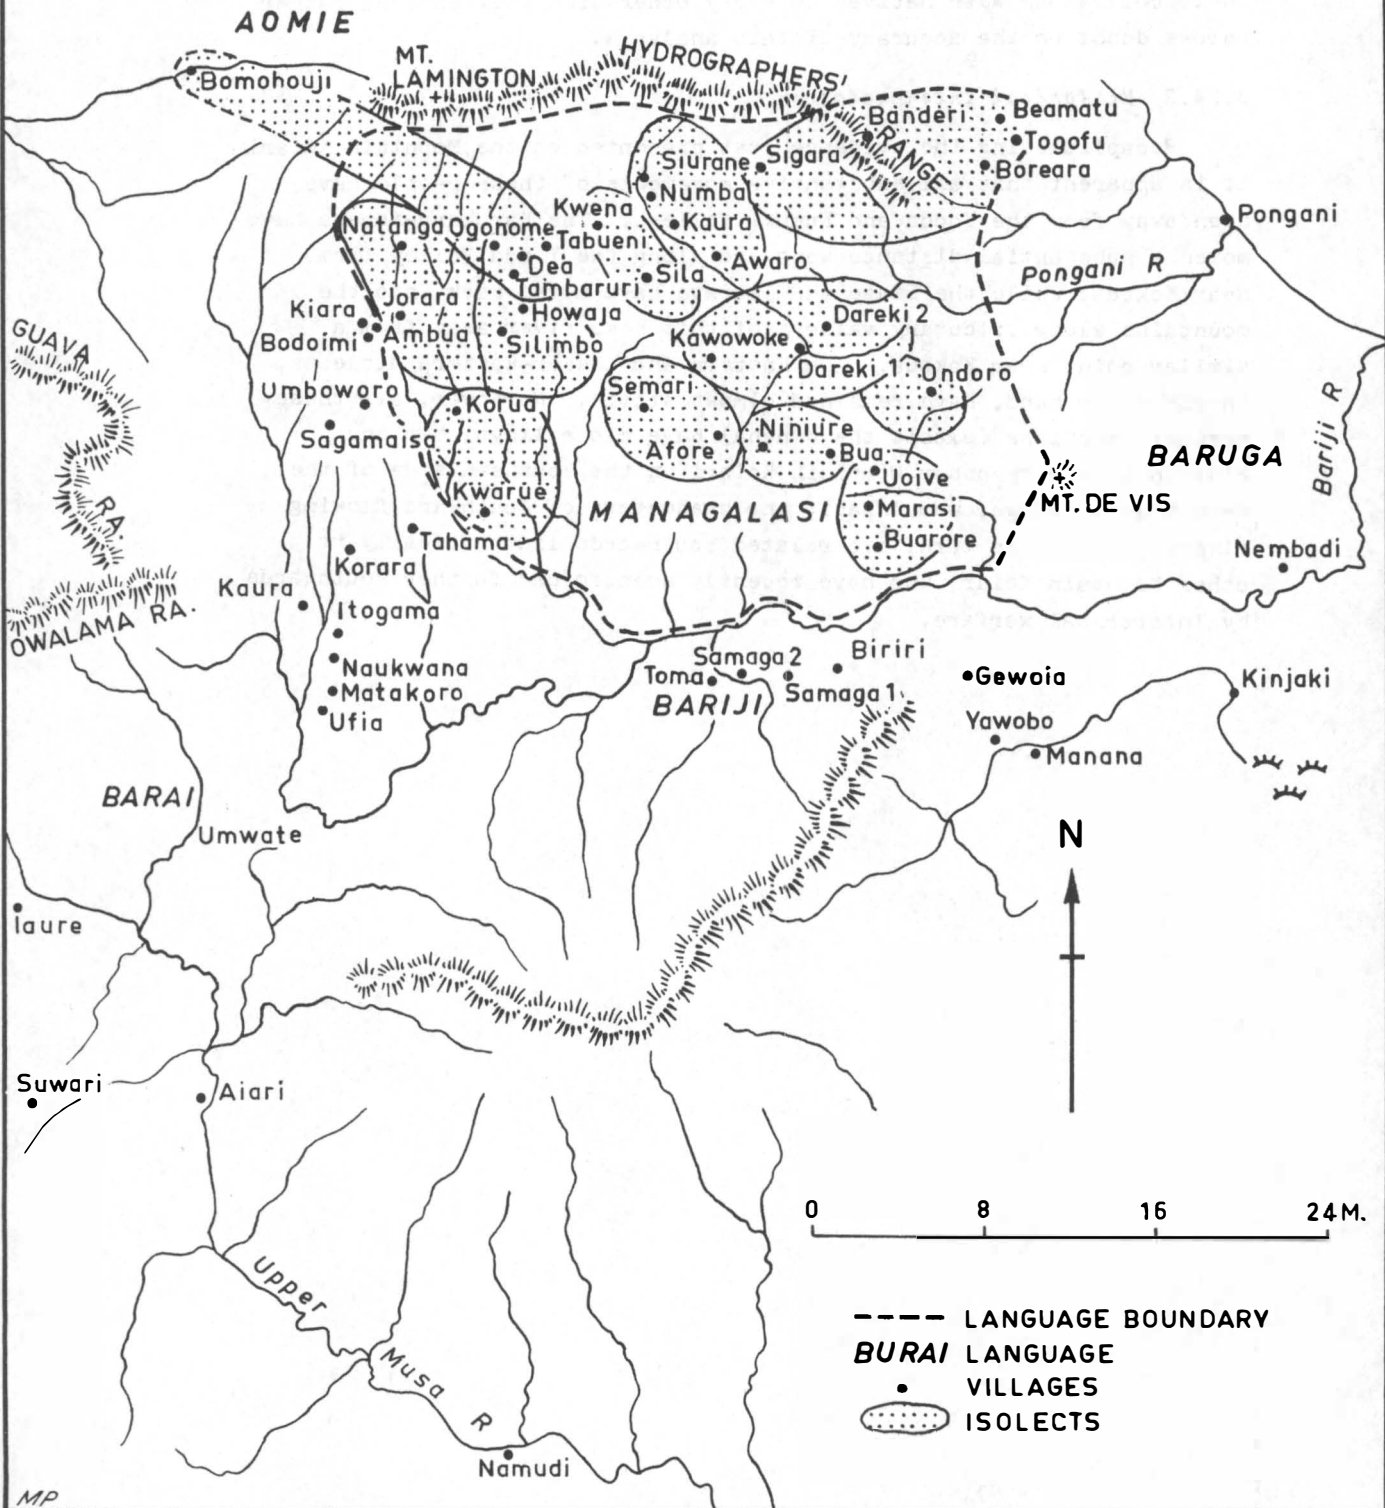 AOMIE
MT.
LAMINGTON
HYDROGRAPHERS'
RANGE
Bomohouji
Banderi
Beamatu
Togofu
Boreara
Siurane
Sigara
Numba
Kaura
Kwena
Natanga
Ogonome
Tabueni
Dea
Tambaruri
Sila
Awara
Pongani
Pongani R
Jorara
Howaja
Kiara
Ambua
Bodoimi
Silimbo
Dareki 2
Kawowoke
Dareki 1
Ondoro
GUAVA
RA.
Umboworo
Semari
Korua
Sagamaisa
Niniure
Afore
Bua
Uoive
BARUGA
Bariji R
Kwarue
MANAGALASI
Marasi
MT. DE VIS
Buarore
Tahama
Nembadi
Korara
Kaura
Itogama
OWALAMA RA.
Naukwana
Matakoro
Ufia
Samaga 2
Biriri
Toma
Samaga 1
BARIJI
Gewoia
Kinjaki
Yawobo
Manana
BARAI
Umwate
N
Iaure
Suwari
Aiari
0 8 16 24 M.
Upper Musa R
Namudi
LANGUAGE BOUNDARY
BURAI LANGUAGE
VILLAGES
ISOLECTS
MP